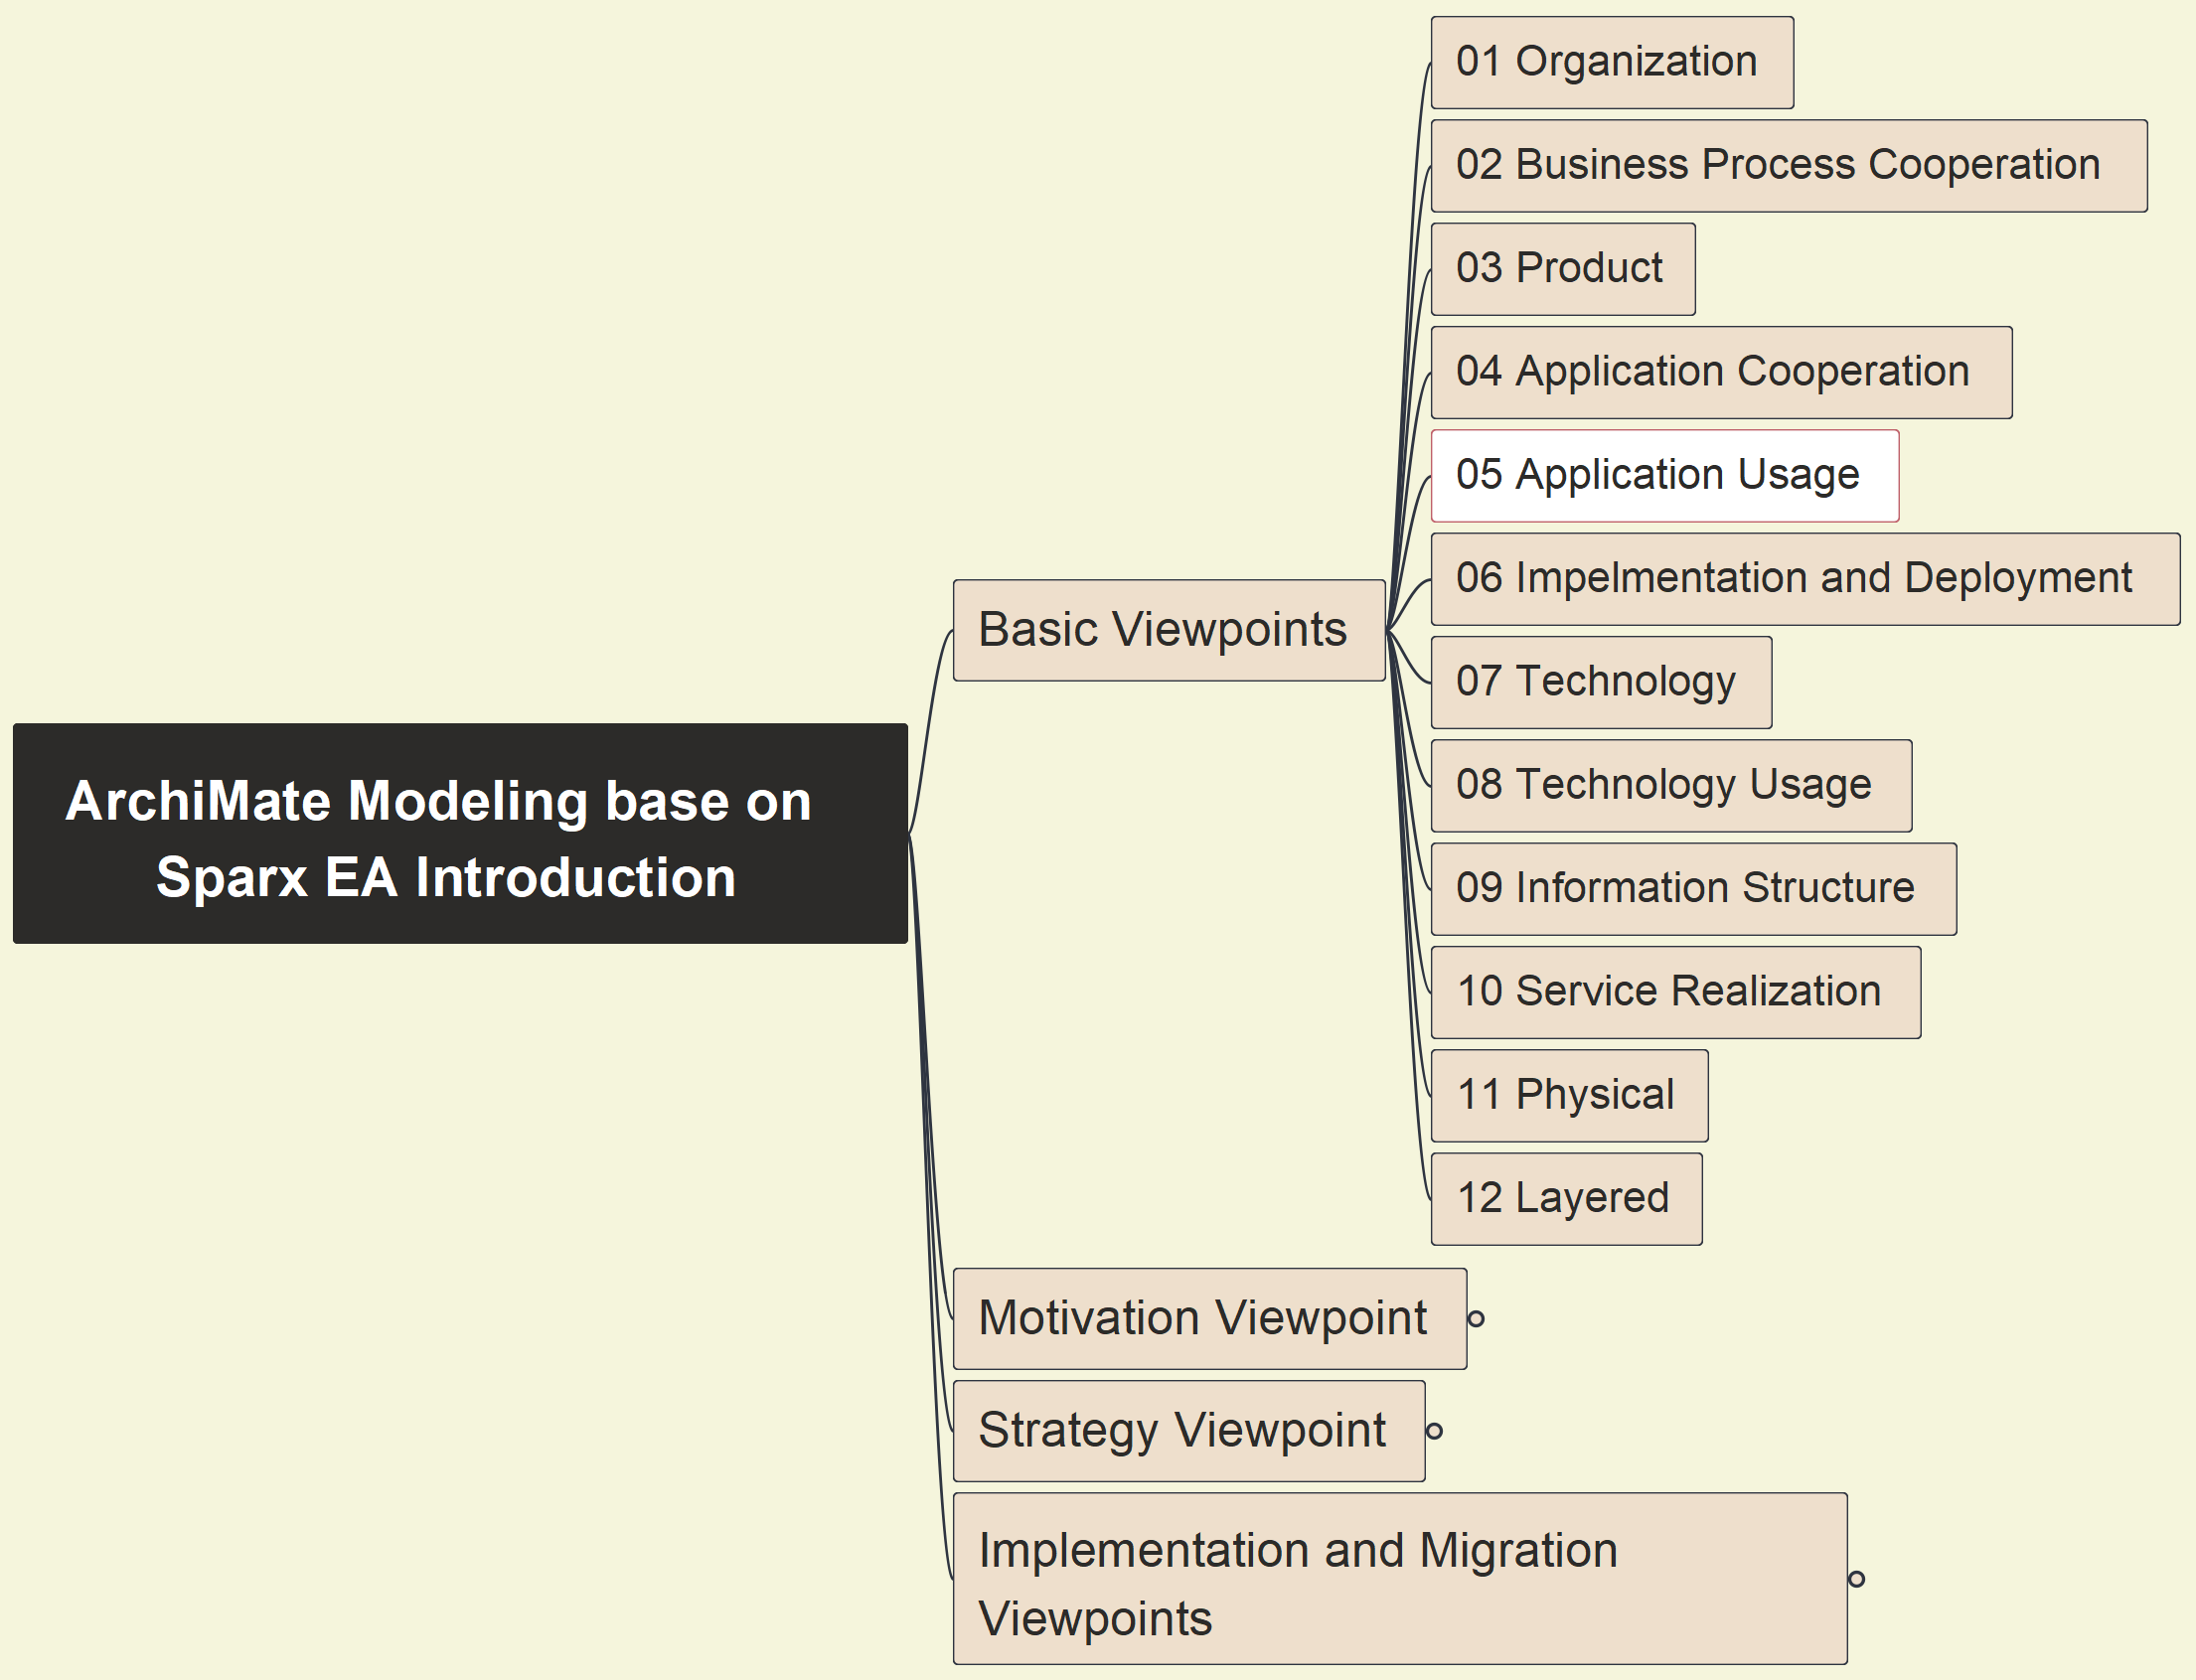 ArchiMate Modeling base on
Sparx EA Introduction
Basic Viewpoints
01 Organization
02 Business Process Cooperation
03 Product
04 Application Cooperation
05 Application Usage
06 Impelmentation and Deployment
07 Technology
08 Technology Usage
09 Information Structure
10 Service Realization
11 Physical
12 Layered
Motivation Viewpoint
Strategy Viewpoint
Implementation and Migration
Viewpoints